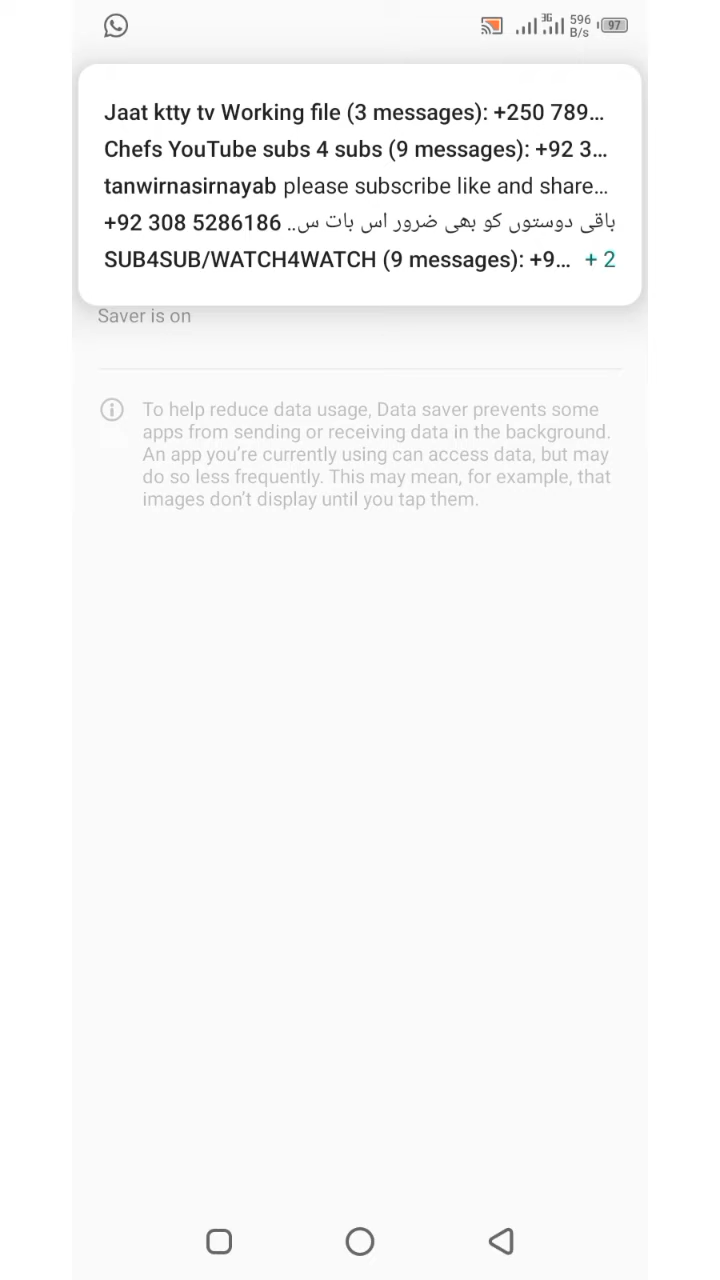 3G 596 B/s 97
Jaat ktty tv Working file (3 messages): +250 789...
Chefs YouTube subs 4 subs (9 messages): +92 3...
tanwirnasirnayab please subscribe like and share...
+92 308 5286186 باقی دوستوں کو بھی ضرور اس بات س..
SUB4SUB/WATCH4WATCH (9 messages): +9... + 2
Saver is on
To help reduce data usage, Data saver prevents some
apps from sending or receiving data in the background.
An app you’re currently using can access data, but may
do so less frequently. This may mean, for example, that
images don’t display until you tap them.